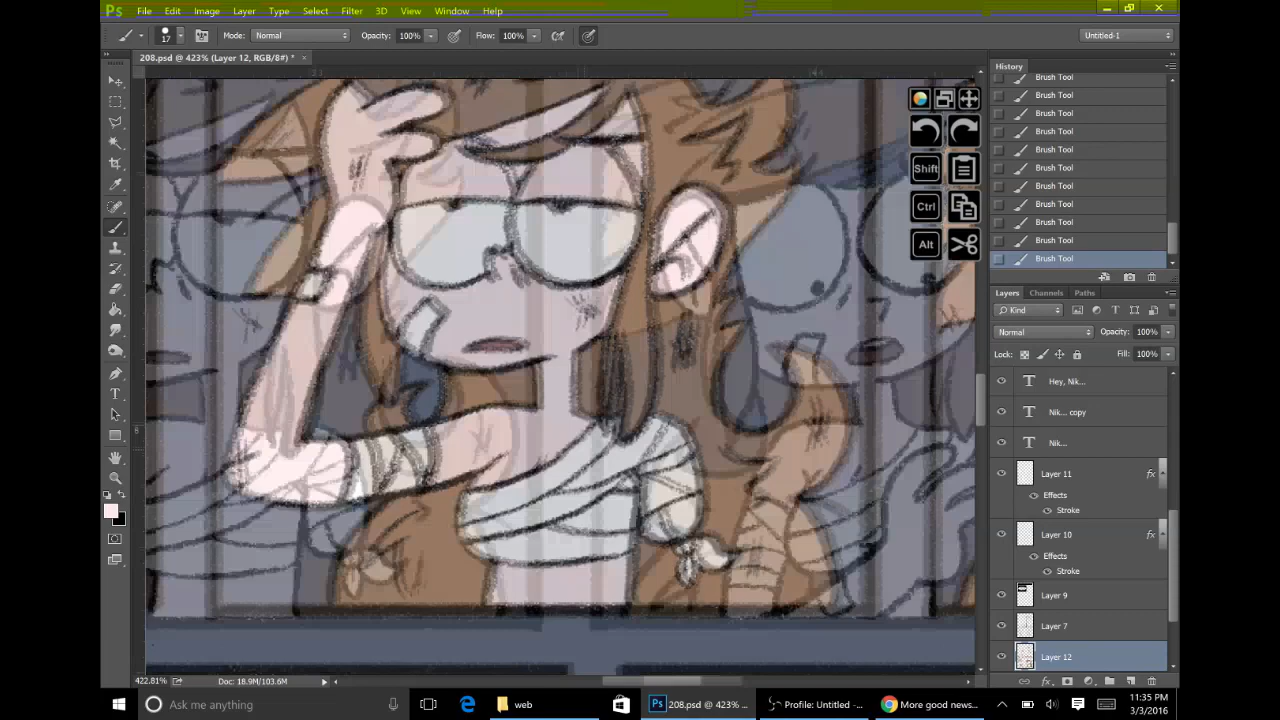 Ps File Edit Image Layer Type Select Filter 3D View Window Help
17 Mode: Normal Opacity: 100% Flow: 100% Untitled-1
208.psd @ 423% (Layer 12, RGB/8#) * ×
History
Brush Tool
Brush Tool
Brush Tool
Brush Tool
Brush Tool
Brush Tool
Brush Tool
Brush Tool
Brush Tool
Brush Tool
Brush Tool
Shift
Ctrl
Alt
Layers Channels Paths
Kind
Normal Opacity: 100%
Lock: Fill: 100%
T Hey, Nik...
T Nik... copy
T Nik...
Layer 11 fx
Effects
Stroke
Layer 10 fx
Effects
Stroke
Layer 9
Layer 7
Layer 12
422.81% Doc: 18.9M/103.6M
Ask me anything web 208.psd @ 423% ... Profile: Untitled -... More good news... 11:35 PM
3/3/2016